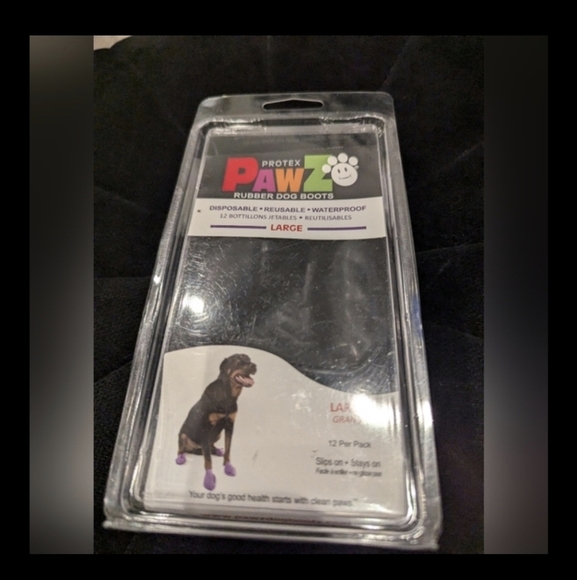 PROTEX
PAWZ
RUBBER DOG BOOTS
DISPOSABLE • REUSABLE • WATERPROOF
12 BOTTILLONS JETABLES • REUTILISABLES
LARGE
12 Per Pack
Slips on • Stays on
Your dog's good health starts with clean paws.™